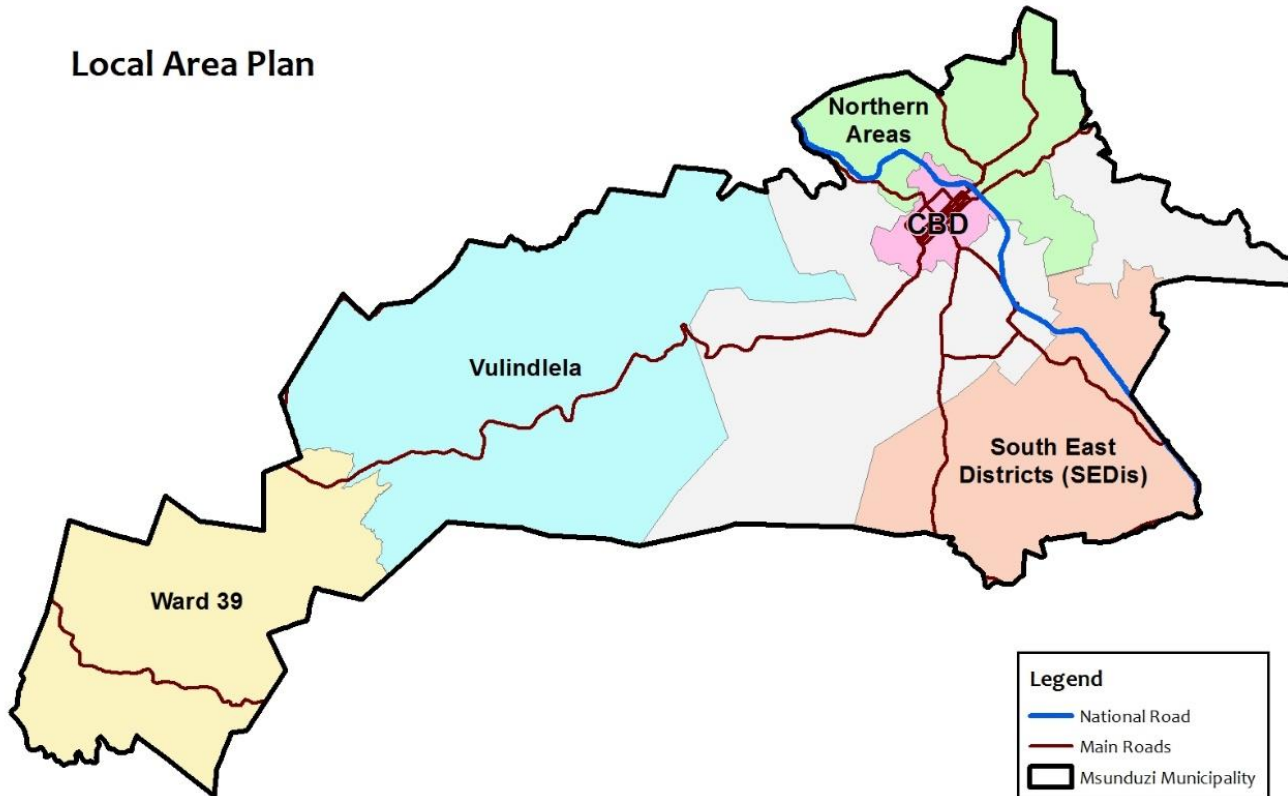 Local Area Plan
Northern
Areas
CBD
Vulindlela
South East
Districts (SEDis)
Ward 39
Legend
National Road
Main Roads
Msunduzi Municipality